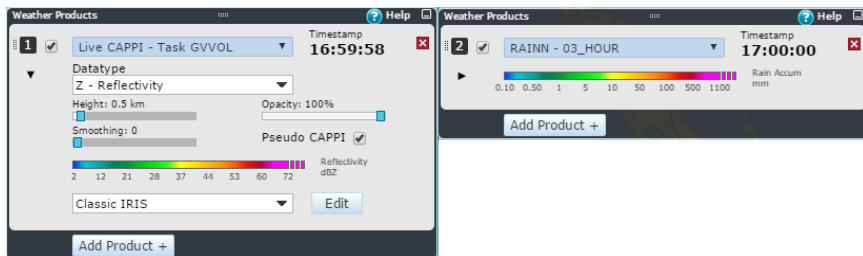 Weather Products
Help
1
Live CAPPI - Task GVVOL
Timestamp
16:59:58
Datatype
Z - Reflectivity
Height: 0.5 km
Opacity: 100%
Smoothing: 0
Pseudo CAPPI
2 12 21 28 37 44 53 60 72
Reflectivity
dBZ
Classic IRIS
Edit
Add Product +
Weather Products
Help
2
RAINN - 03_HOUR
Timestamp
17:00:00
0.10 0.50 1 5 10 50 100 500 1100
Rain Accum
mm
Add Product +